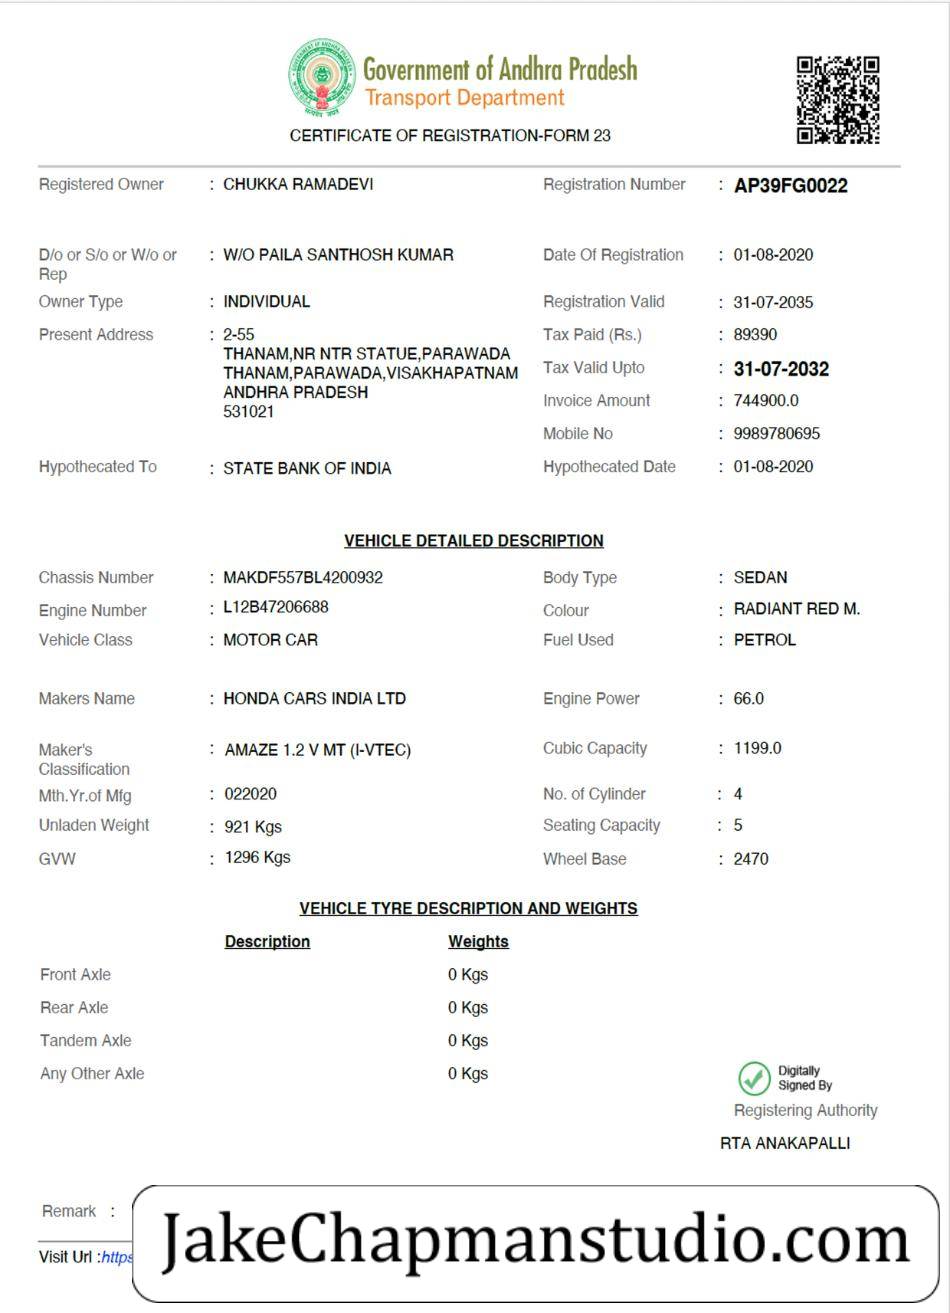 Government of Andhra Pradesh
Transport Department
CERTIFICATE OF REGISTRATION-FORM 23
Registered Owner : CHUKKA RAMADEVI Registration Number : AP39FG0022
D/o or S/o or W/o or Rep : W/O PAILA SANTHOSH KUMAR Date Of Registration : 01-08-2020
Owner Type : INDIVIDUAL Registration Valid : 31-07-2035
Present Address : 2-55 Tax Paid (Rs.) : 89390
THANAM,NR NTR STATUE,PARAWADA
THANAM,PARAWADA,VISAKHAPATNAM Tax Valid Upto : 31-07-2032
ANDHRA PRADESH
531021 Invoice Amount : 744900.0
Mobile No : 9989780695
Hypothecated To : STATE BANK OF INDIA Hypothecated Date : 01-08-2020
VEHICLE DETAILED DESCRIPTION
Chassis Number : MAKDF557BL4200932 Body Type : SEDAN
Engine Number : L12B47206688 Colour : RADIANT RED M.
Vehicle Class : MOTOR CAR Fuel Used : PETROL
Makers Name : HONDA CARS INDIA LTD Engine Power : 66.0
Maker's Classification : AMAZE 1.2 V MT (I-VTEC) Cubic Capacity : 1199.0
Mth.Yr.of Mfg : 022020 No. of Cylinder : 4
Unladen Weight : 921 Kgs Seating Capacity : 5
GVW : 1296 Kgs Wheel Base : 2470
VEHICLE TYRE DESCRIPTION AND WEIGHTS
Description Weights
Front Axle 0 Kgs
Rear Axle 0 Kgs
Tandem Axle 0 Kgs
Any Other Axle 0 Kgs
Digitally
Signed By
Registering Authority
RTA ANAKAPALLI
Remark :
Visit Url :https
JakeChapmanstudio.com